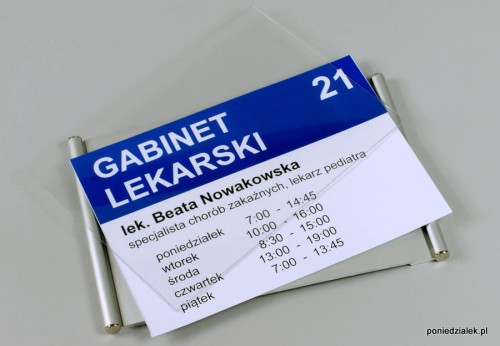 21
GABINET
LEKARSKI
lek. Beata Nowakowska
specjalista chorób zakaźnych, lekarz pediatra
poniedziałek 7:00 - 14:45
wtorek 10:00 - 16:00
środa 8:30 - 15:00
czwartek 13:00 - 19:00
piątek 7:00 - 13:45
poniedzialek.pl